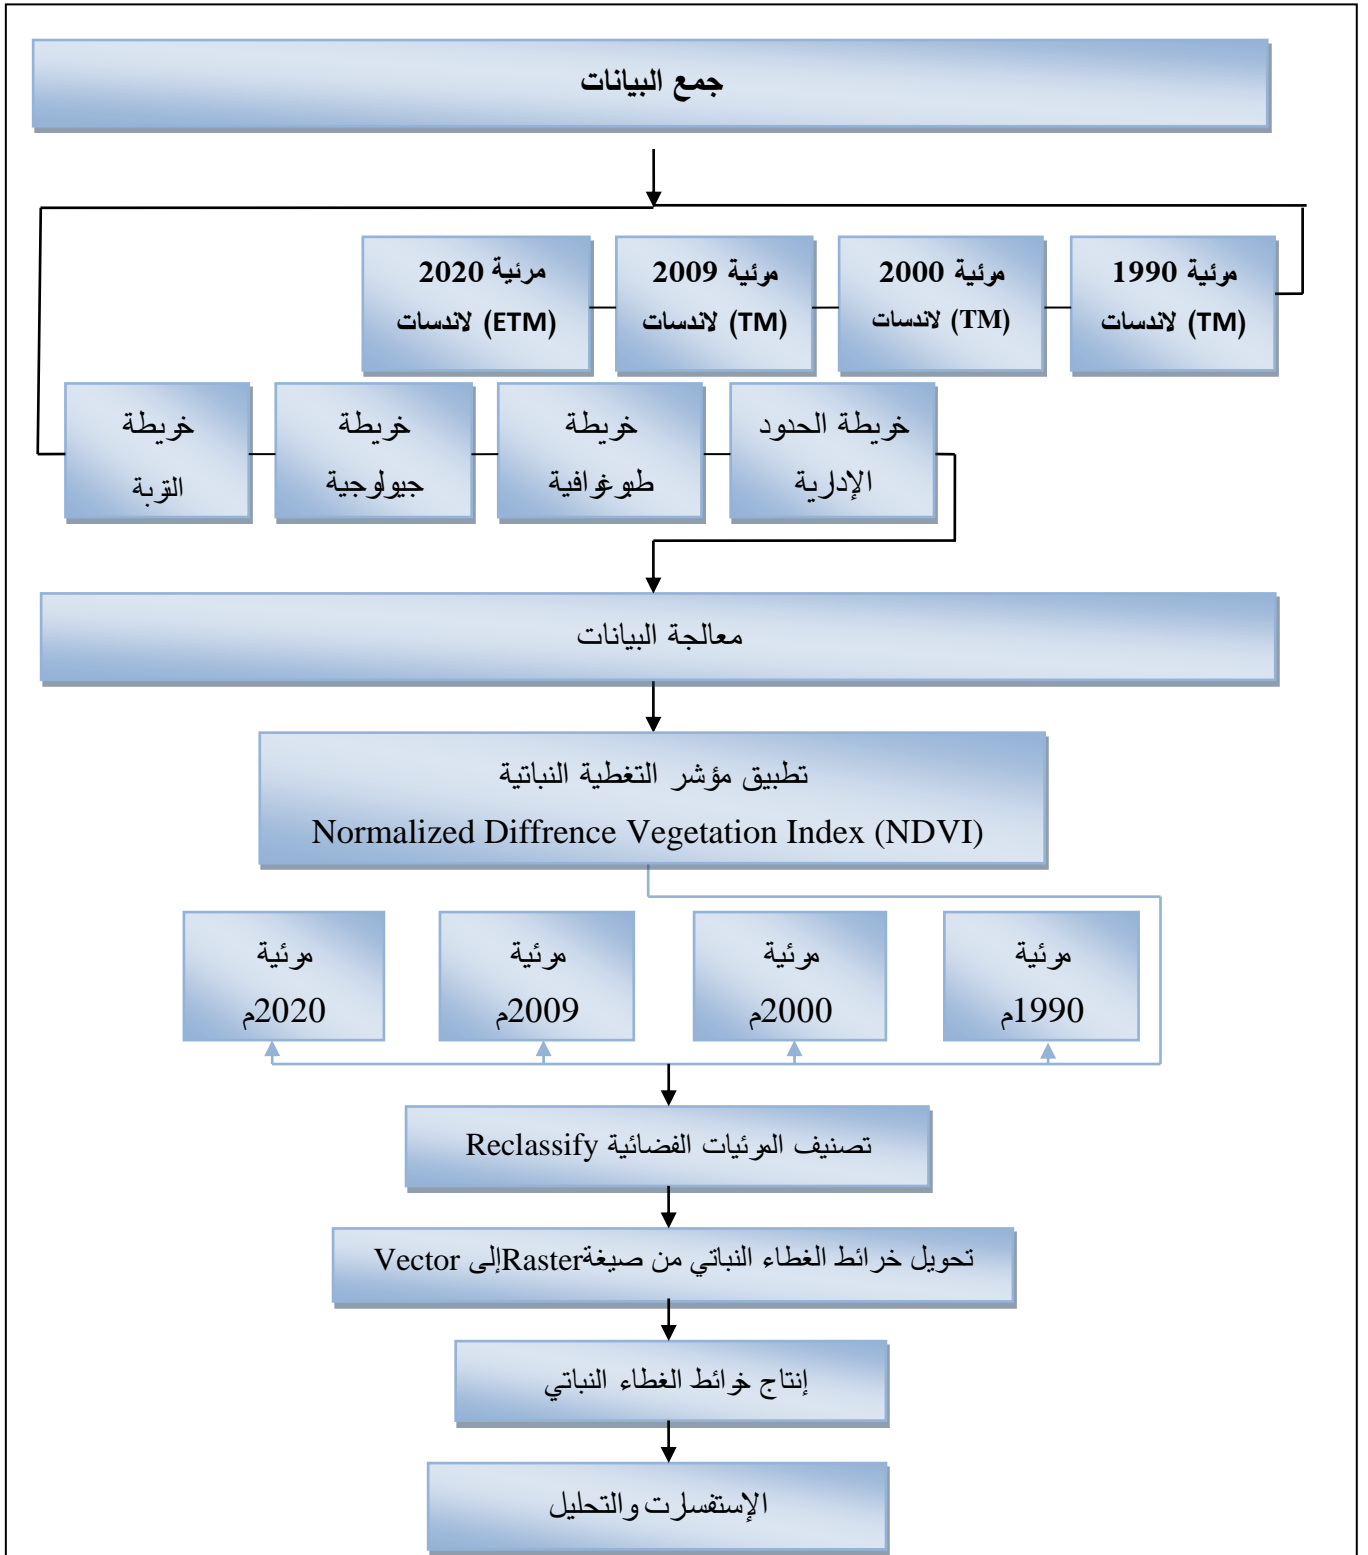 جمع البيانات
مرئية 1990
لاندسات (TM)
مرئية 2000
لاندسات (TM)
مرئية 2009
لاندسات (TM)
مرئية 2020
لاندسات (ETM)
خريطة الحدود
الإدارية
خريطة
طبوغرافية
خريطة
جيولوجية
خريطة
التربة
معالجة البيانات
تطبيق مؤشر التغطية النباتية
Normalized Diffrence Vegetation Index (NDVI)
مرئية
1990م
مرئية
2000م
مرئية
2009م
مرئية
2020م
تصنيف المرئيات الفضائية Reclassify
تحويل خرائط الغطاء النباتي من صيغةRasterإلى Vector
إنتاج خرائط الغطاء النباتي
الإستفسارت والتحليل